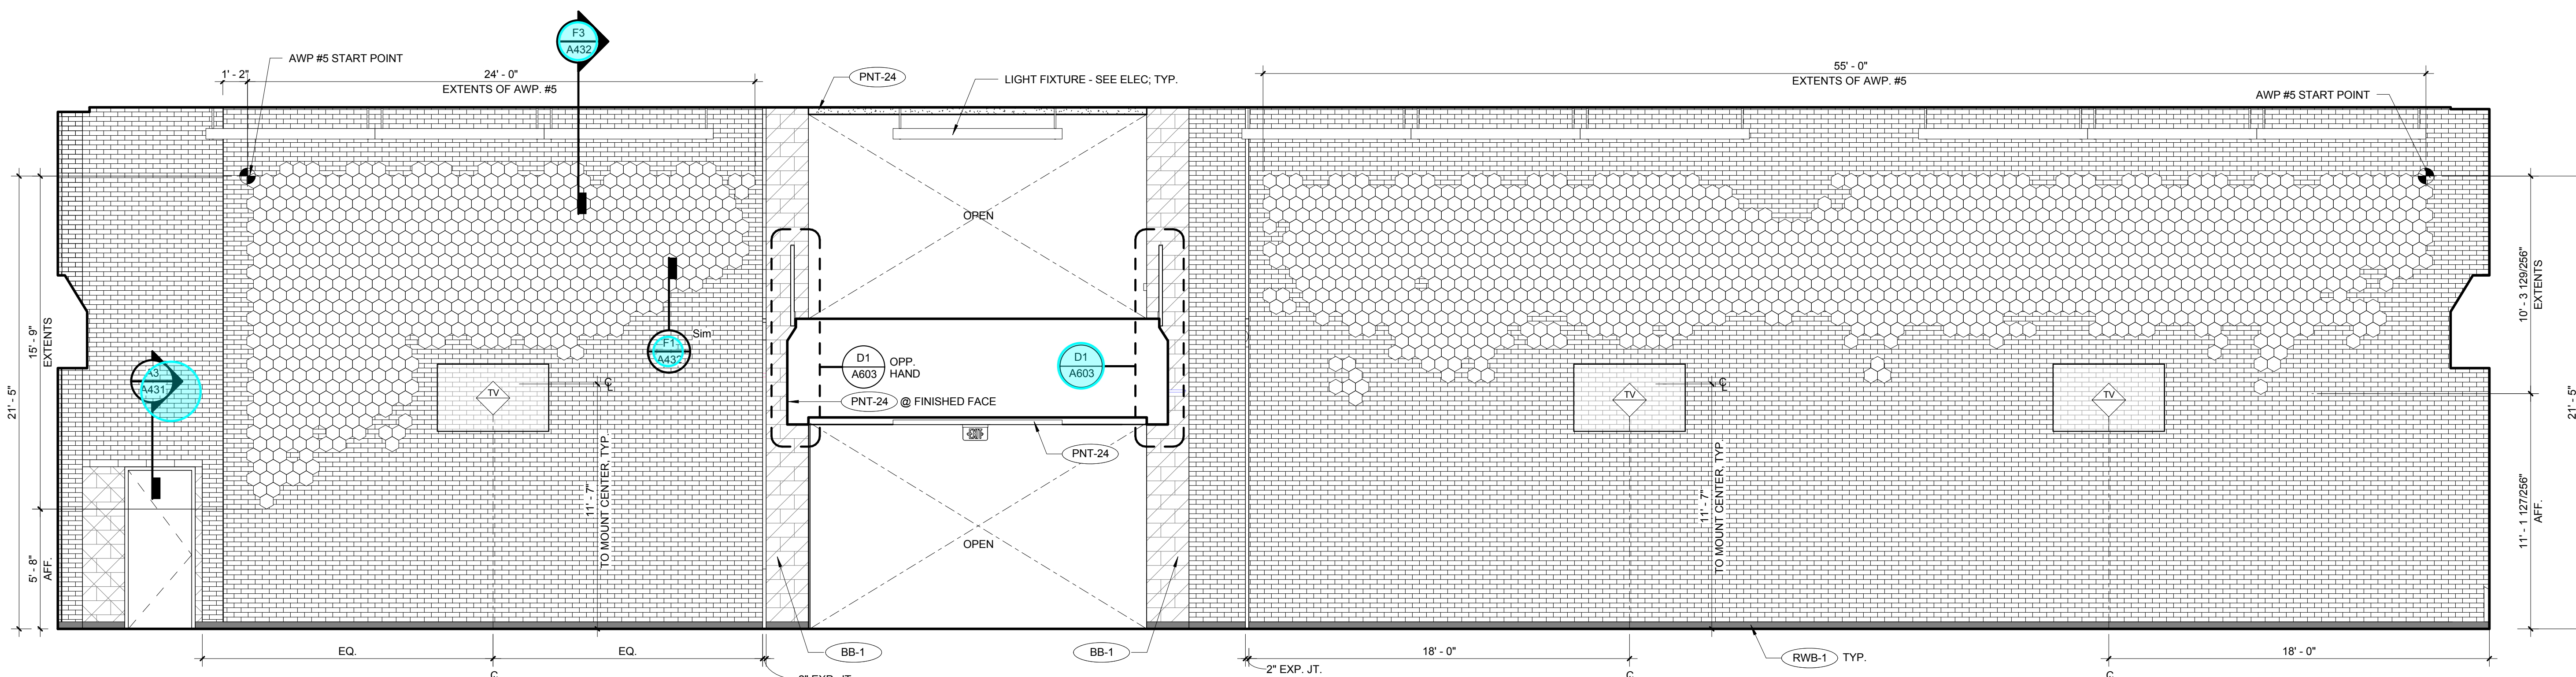 F3
A432
AWP #5 START POINT
1' - 2"
24' - 0"
EXTENTS OF AWP. #5
PNT-24
LIGHT FIXTURE - SEE ELEC; TYP.
55' - 0"
EXTENTS OF AWP. #5
AWP #5 START POINT
OPEN
21' - 5"
15' - 9"
EXTENTS
5' - 8"
AFF.
A3
A431
Sim
F1
A432
TV
C
L
11' - 7"
TO MOUNT CENTER, TYP.
D1
A603
OPP.
HAND
PNT-24 @ FINISHED FACE
D1
A603
EXIT
PNT-24
OPEN
TV
C
L
11' - 7"
TO MOUNT CENTER, TYP.
TV
10' - 3 129/256"
EXTENTS
11' - 1 127/256"
AFF.
21' - 5"
EQ.
EQ.
BB-1
BB-1
18' - 0"
RWB-1 TYP.
18' - 0"
2" EXP. JT.
C
C
C